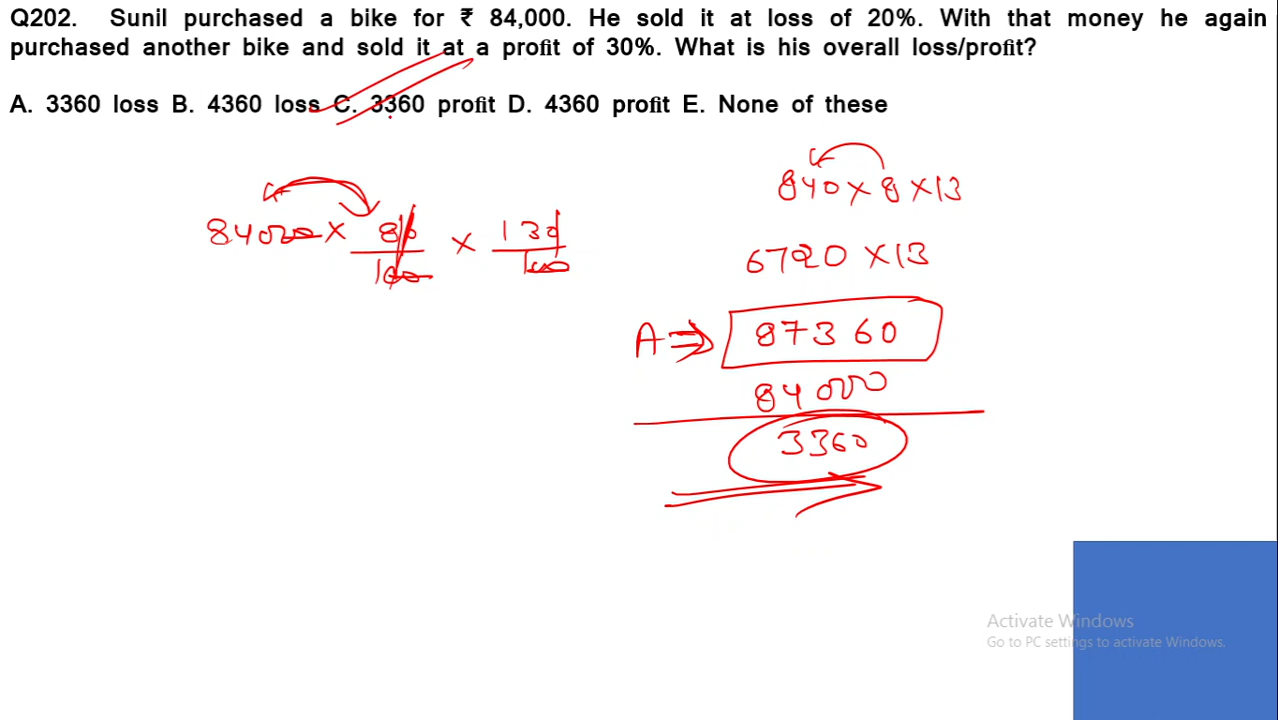 Q202. Sunil purchased a bike for ₹ 84,000. He sold it at loss of 20%. With that money he again
purchased another bike and sold it at a profit of 30%. What is his overall loss/profit?
A. 3360 loss B. 4360 loss C. 3360 profit D. 4360 profit E. None of these
840 × 8 × 13
84000 × 80/100 × 130/100
6720 × 13
A ⇒ 87360
84000
3360
Activate Windows
Go to PC settings to activate Windows.